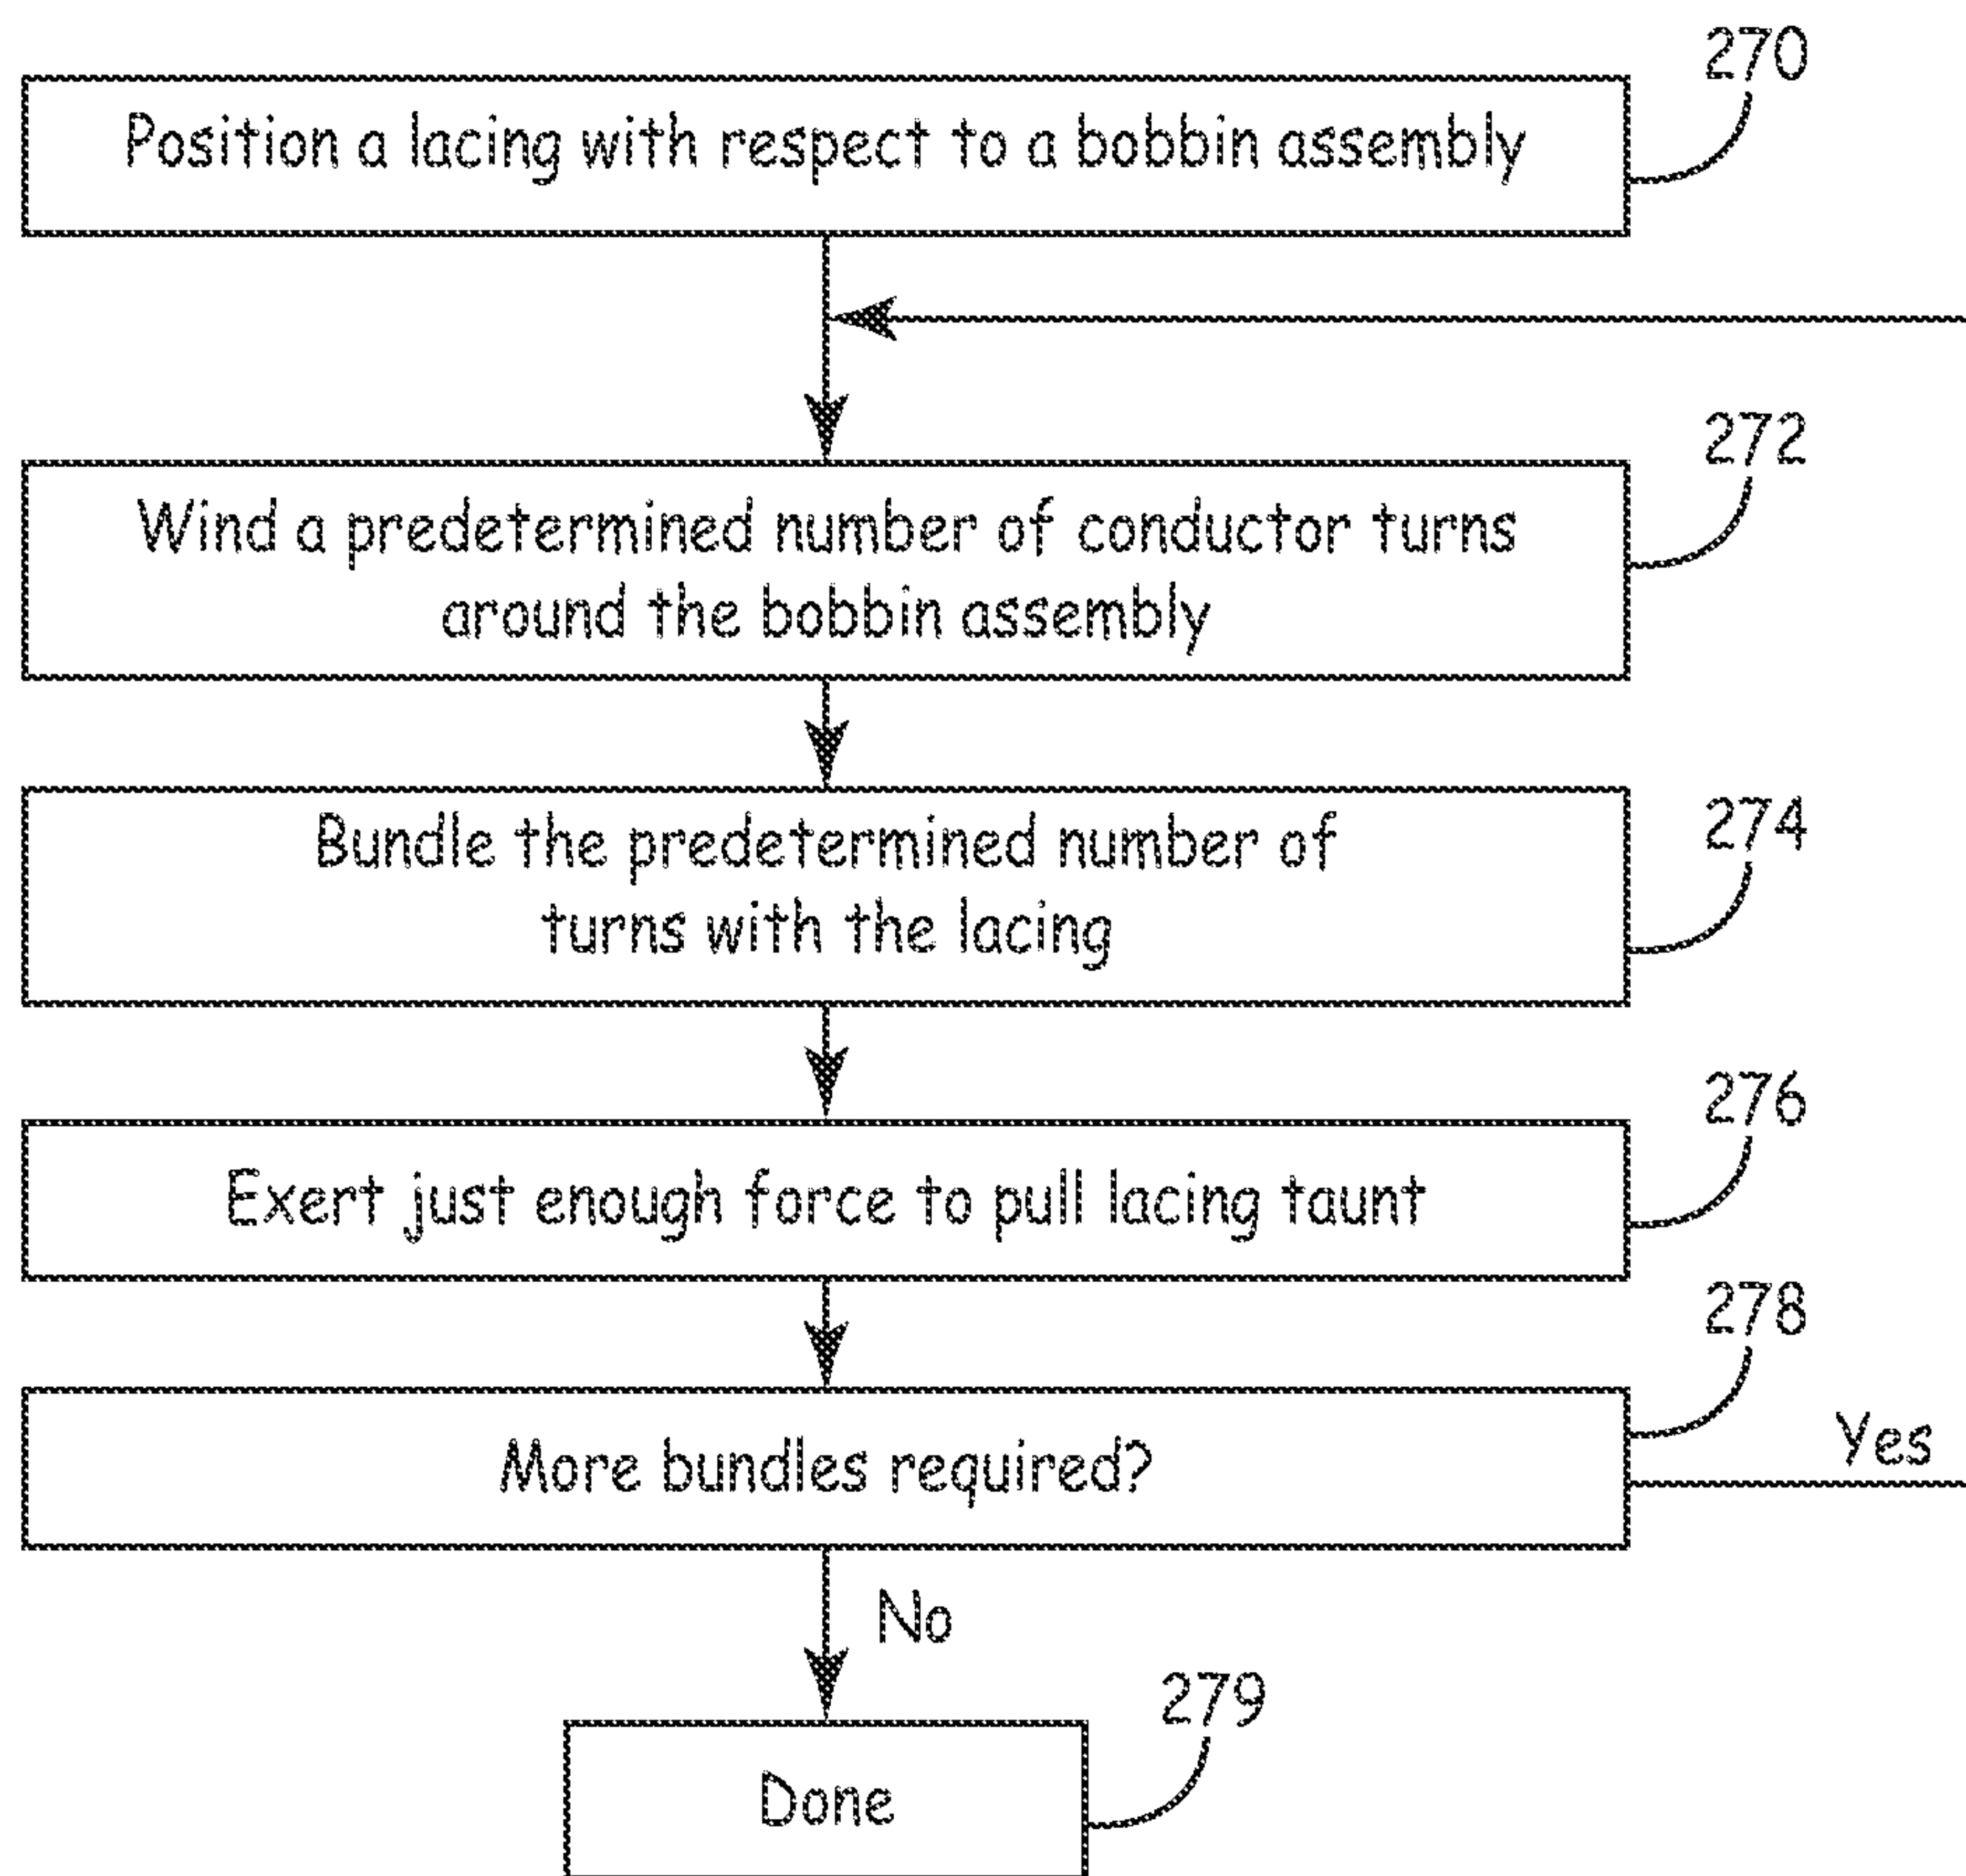 270
Position a lacing with respect to a bobbin assembly
272
Wind a predetermined number of conductor turns
around the bobbin assembly
274
Bundle the predetermined number of
turns with the lacing
276
Exert just enough force to pull lacing taunt
278
More bundles required?
Yes
No
279
Done